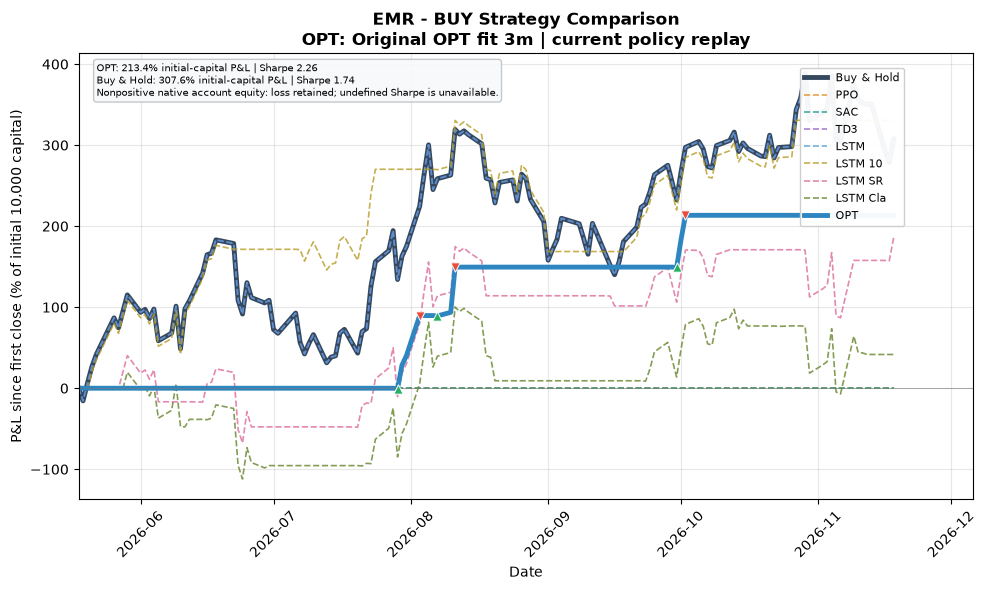 EMR - BUY Strategy Comparison
OPT: Original OPT fit 3m | current policy replay
OPT: 213.4% initial-capital P&L | Sharpe 2.26
Buy & Hold: 307.6% initial-capital P&L | Sharpe 1.74
Nonpositive native account equity: loss retained; undefined Sharpe is unavailable.
Buy & Hold
PPO
SAC
TD3
LSTM
LSTM 10
LSTM SR
LSTM Cla
OPT
P&L since first close (% of initial 10,000 capital)
400
300
200
100
0
−100
2026-06
2026-07
2026-08
2026-09
2026-10
2026-11
2026-12
Date